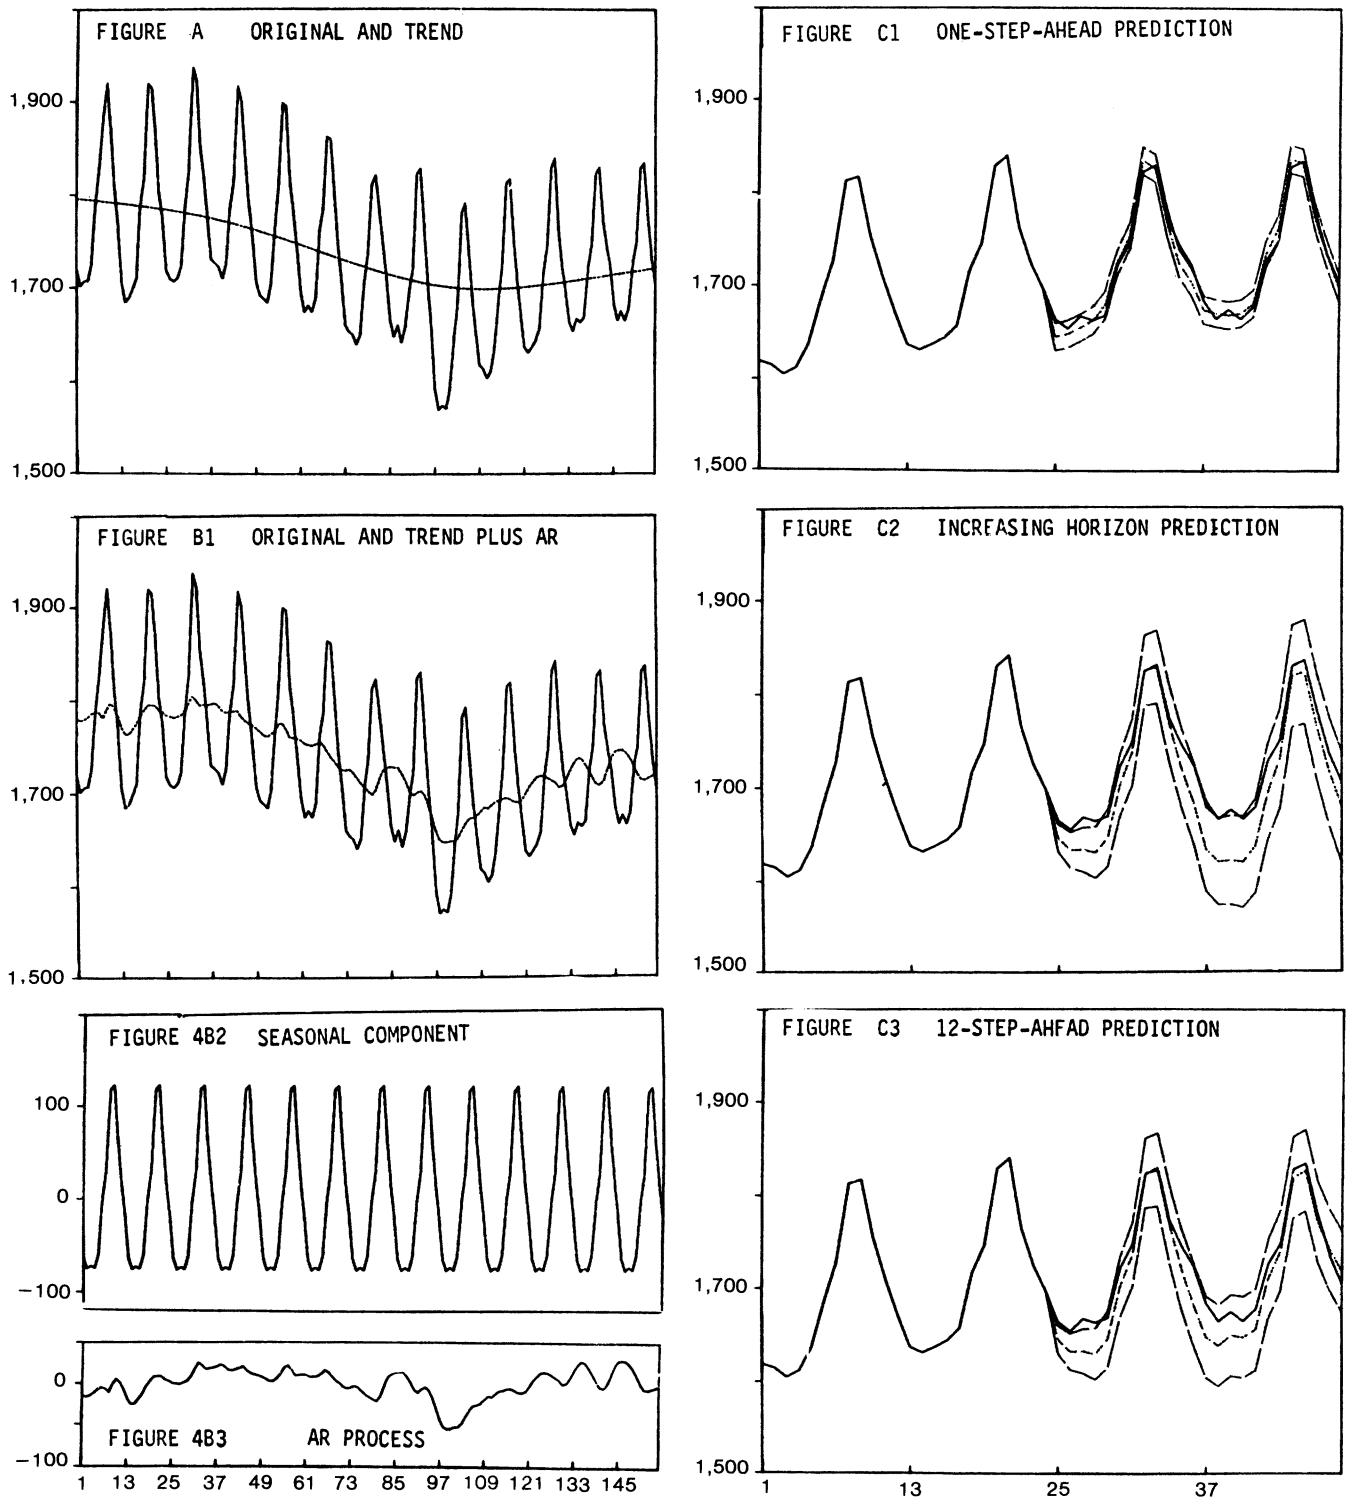 FIGURE A ORIGINAL AND TREND
1,900
1,700
1,500
FIGURE B1 ORIGINAL AND TREND PLUS AR
1,900
1,700
1,500
FIGURE 4B2 SEASONAL COMPONENT
100
0
−100
0
FIGURE 4B3 AR PROCESS
−100
1 13 25 37 49 61 73 85 97 109 121 133 145
FIGURE C1 ONE-STEP-AHEAD PREDICTION
1,900
1,700
1,500
FIGURE C2 INCREASING HORIZON PREDICTION
1,900
1,700
1,500
FIGURE C3 12-STEP-AHFAD PREDICTION
1,900
1,700
1,500
1 13 25 37